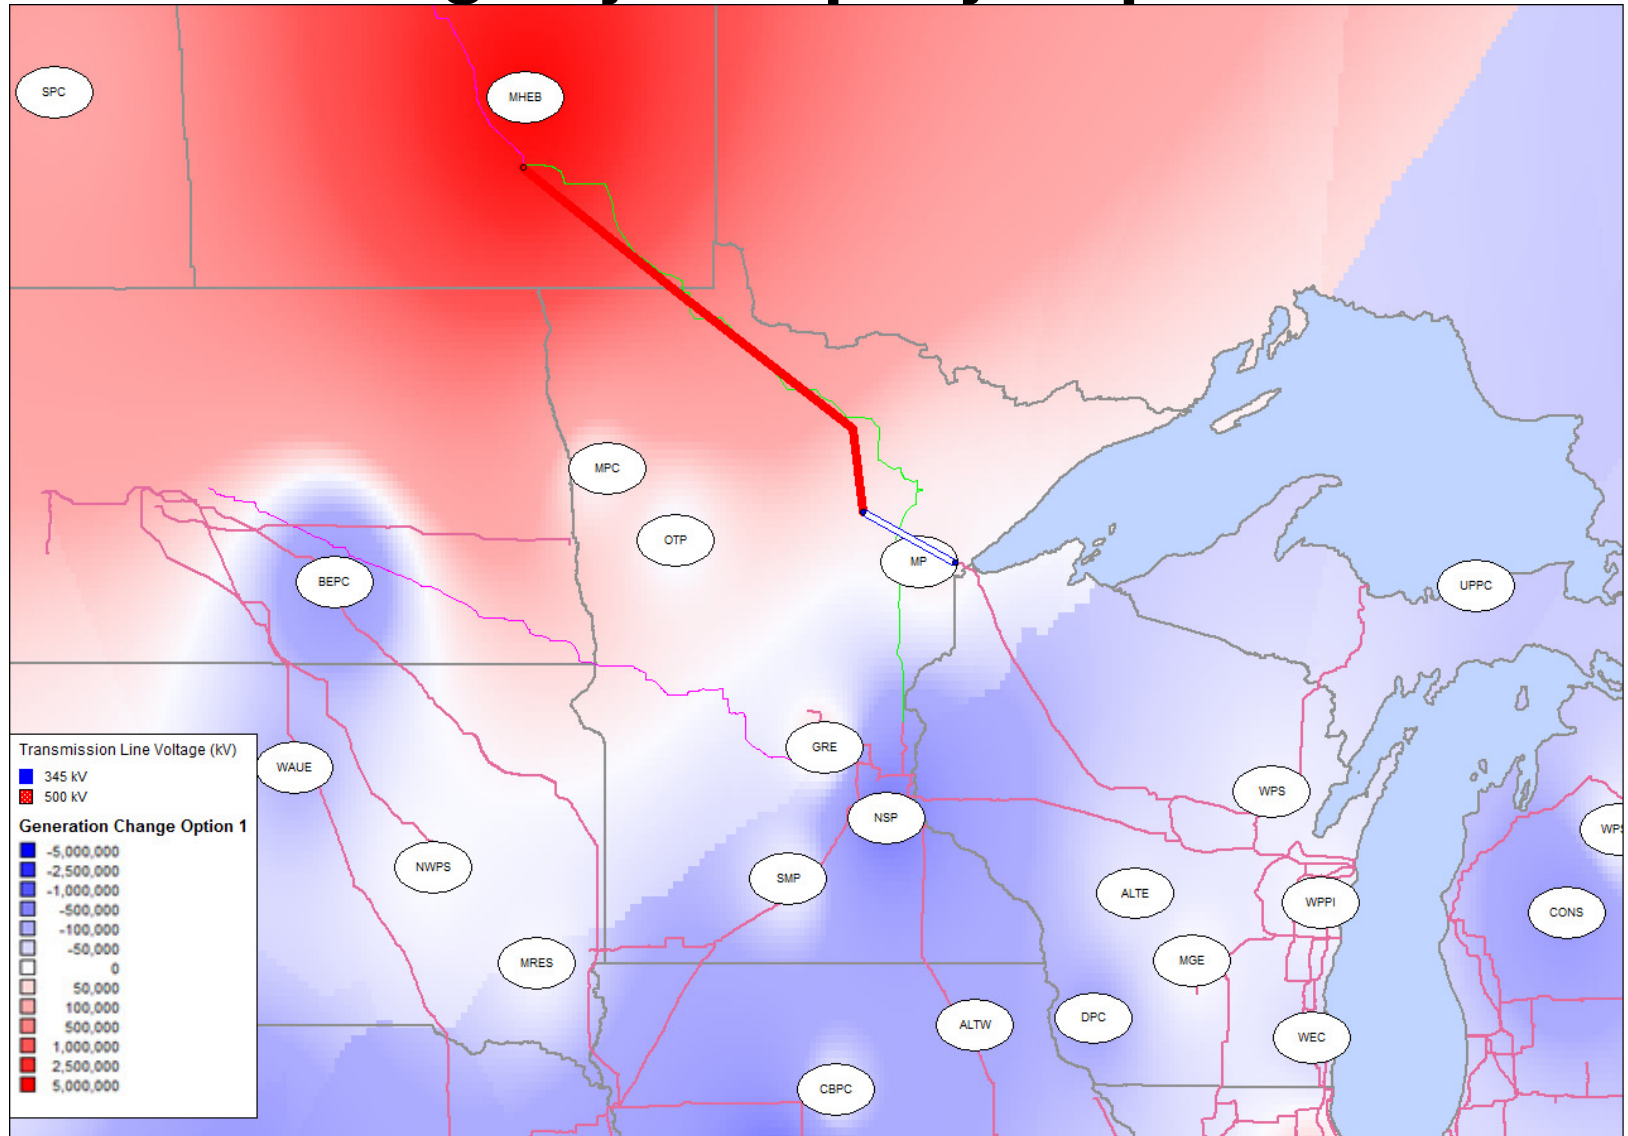 SPC
MHEB
MPC
OTP
MP
BEPC
UPPC
GRE
WAUE
WPS
NSP
WPS
NWPS
SMP
ALTE
WPPI
CONS
MRES
MGE
ALTW
DPC
WEC
CBPC
Transmission Line Voltage (kV)
345 kV
500 kV
Generation Change Option 1
-5,000,000
-2,500,000
-1,000,000
-500,000
-100,000
-50,000
0
50,000
100,000
500,000
1,000,000
2,500,000
5,000,000